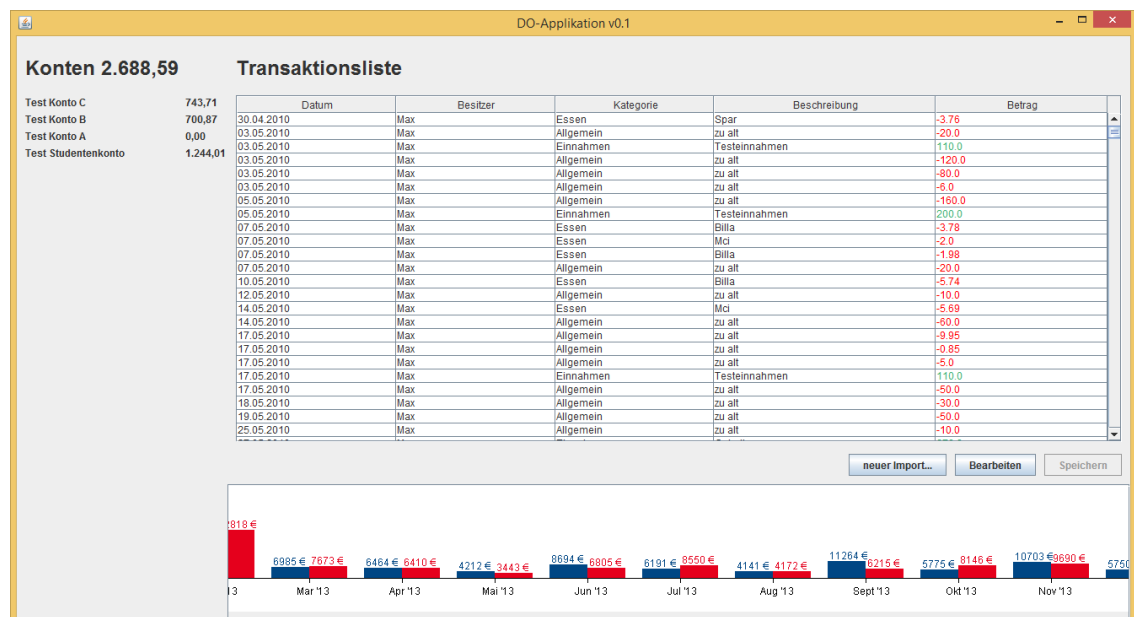 DO-Applikation v0.1
Konten 2.688,59
Test Konto C 743,71
Test Konto B 700,87
Test Konto A 0,00
Test Studentenkonto 1.244,01
Transaktionsliste
Datum Besitzer Kategorie Beschreibung Betrag
30.04.2010 Max Essen Spar -3.76
03.05.2010 Max Allgemein zu alt -20.0
03.05.2010 Max Einnahmen Testeinnahmen 110.0
03.05.2010 Max Allgemein zu alt -120.0
03.05.2010 Max Allgemein zu alt -80.0
03.05.2010 Max Allgemein zu alt -6.0
05.05.2010 Max Allgemein zu alt -160.0
05.05.2010 Max Einnahmen Testeinnahmen 200.0
07.05.2010 Max Essen Billa -3.78
07.05.2010 Max Essen Mci -2.0
07.05.2010 Max Essen Billa -1.98
07.05.2010 Max Allgemein zu alt -20.0
10.05.2010 Max Essen Billa -5.74
12.05.2010 Max Allgemein zu alt -10.0
14.05.2010 Max Essen Mci -5.69
14.05.2010 Max Allgemein zu alt -60.0
17.05.2010 Max Allgemein zu alt -9.95
17.05.2010 Max Allgemein zu alt -0.85
17.05.2010 Max Allgemein zu alt -5.0
17.05.2010 Max Einnahmen Testeinnahmen 110.0
17.05.2010 Max Allgemein zu alt -50.0
18.05.2010 Max Allgemein zu alt -30.0
19.05.2010 Max Allgemein zu alt -50.0
25.05.2010 Max Allgemein zu alt -10.0
neuer Import... Bearbeiten Speichern
2818 €
6985 € 7673 € 6464 € 6410 € 4212 € 3443 € 8694 € 6805 € 6191 € 8550 € 4141 € 4172 € 11264 € 6215 € 5775 € 8146 € 10703 € 9690 € 5750
13 Mar '13 Apr '13 Mai '13 Jun '13 Jul '13 Aug '13 Sept '13 Okt '13 Nov '13